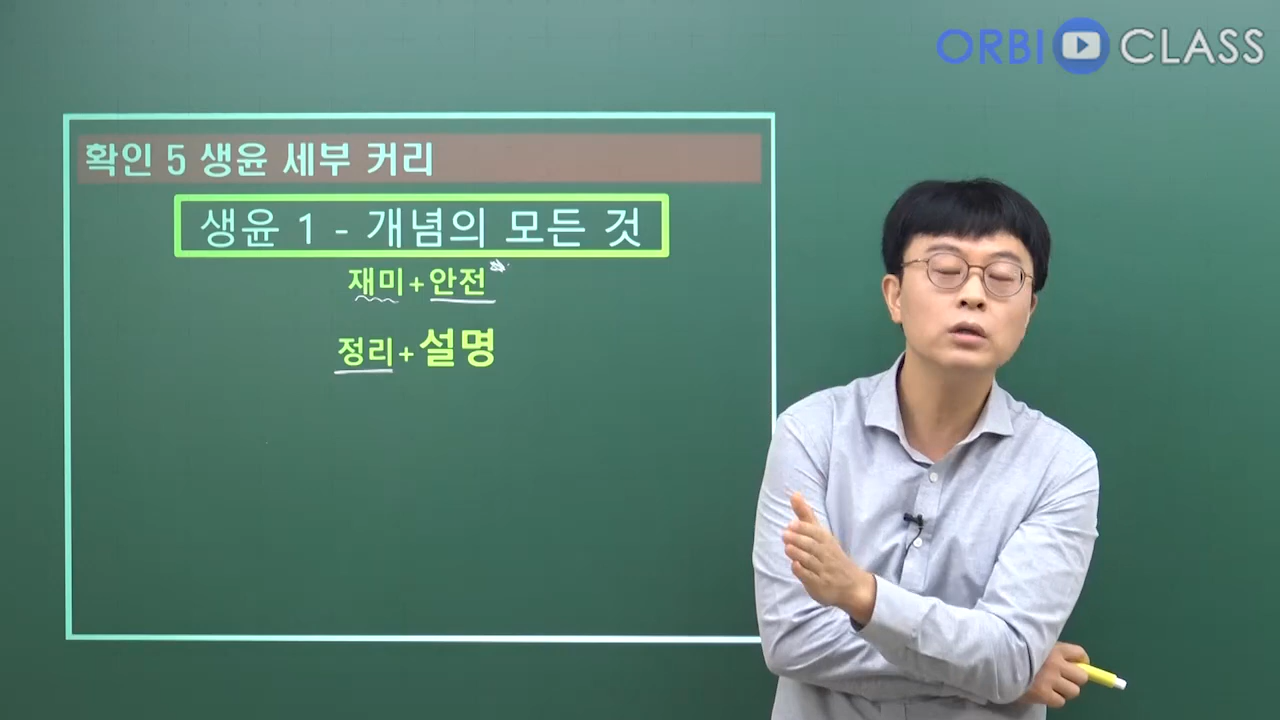 ORBI CLASS
확인 5 생윤 세부 커리
생윤 1 - 개념의 모든 것
재미+안전
정리+설명